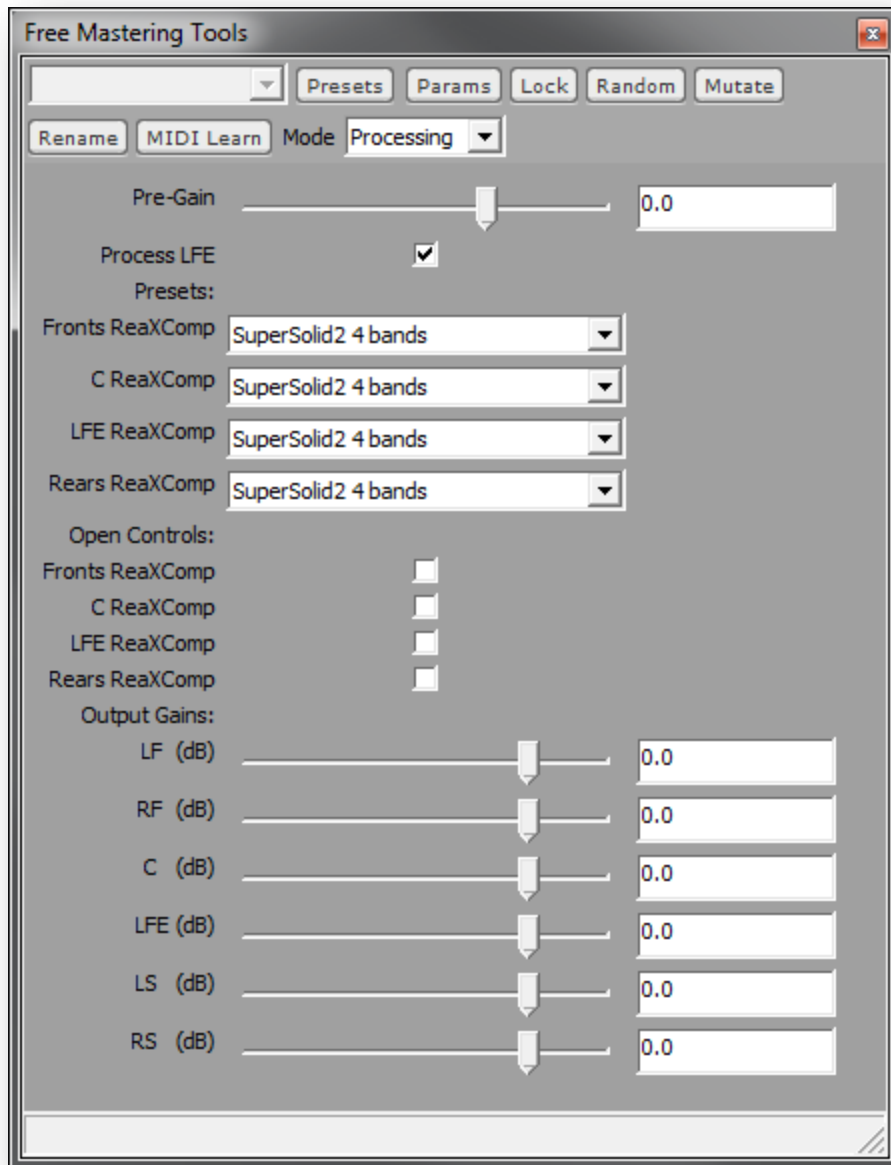 Free Mastering Tools
Presets Params Lock Random Mutate
Rename MIDI Learn Mode Processing
Pre-Gain 0.0
Process LFE
Presets:
Fronts ReaXComp SuperSolid2 4 bands
C ReaXComp SuperSolid2 4 bands
LFE ReaXComp SuperSolid2 4 bands
Rears ReaXComp SuperSolid2 4 bands
Open Controls:
Fronts ReaXComp
C ReaXComp
LFE ReaXComp
Rears ReaXComp
Output Gains:
LF (dB) 0.0
RF (dB) 0.0
C (dB) 0.0
LFE (dB) 0.0
LS (dB) 0.0
RS (dB) 0.0